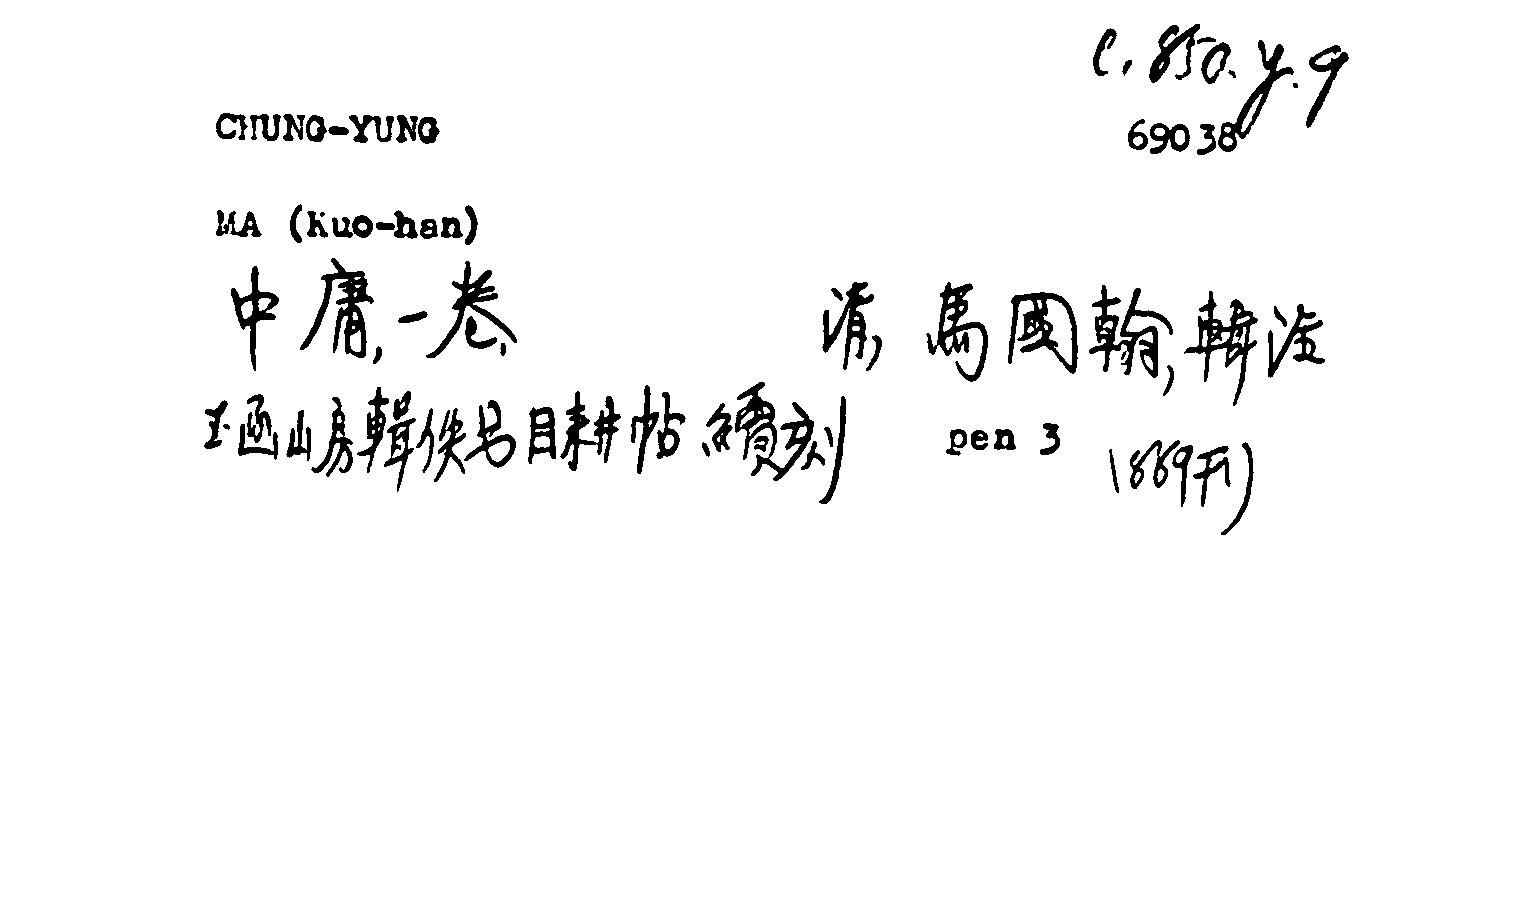 c. 850. y. 9
CHUNG-YUNG 69038
MA (Kuo-han)
中庸,一卷, 清, 馬國翰, 輯注
玉函山房輯佚书目耕帖續刻 pen 3 (1889刊)